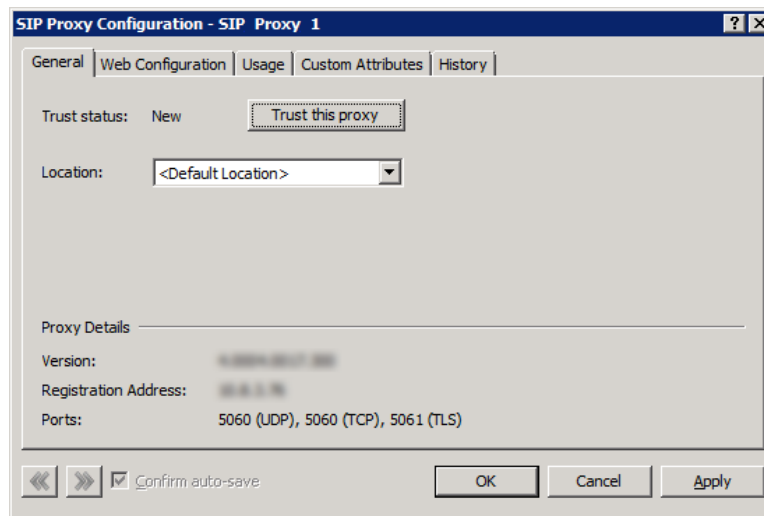 SIP Proxy Configuration - SIP Proxy 1
General Web Configuration Usage Custom Attributes History
Trust status: New Trust this proxy
Location: <Default Location>
Proxy Details
Version:
Registration Address:
Ports: 5060 (UDP), 5060 (TCP), 5061 (TLS)
Confirm auto-save OK Cancel Apply